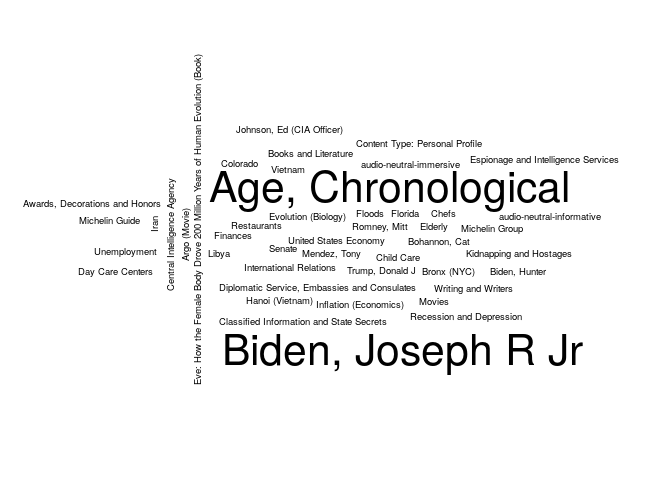 Johnson, Ed (CIA Officer)
Content Type: Personal Profile
Books and Literature
Colorado
Vietnam
audio-neutral-immersive
Espionage and Intelligence Services
Age, Chronological
Awards, Decorations and Honors
Michelin Guide
Iran
Central Intelligence Agency
Argo (Movie)
Eve: How the Female Body Drove 200 Million Years of Human Evolution (Book)
Unemployment
Day Care Centers
Evolution (Biology)
Floods
Florida
Chefs
audio-neutral-informative
Restaurants
Romney, Mitt
Elderly
Michelin Group
Finances
United States Economy
Bohannon, Cat
Libya
Senate
Mendez, Tony
Child Care
Kidnapping and Hostages
International Relations
Trump, Donald J
Bronx (NYC)
Biden, Hunter
Diplomatic Service, Embassies and Consulates
Writing and Writers
Hanoi (Vietnam)
Inflation (Economics)
Movies
Classified Information and State Secrets
Recession and Depression
Biden, Joseph R Jr